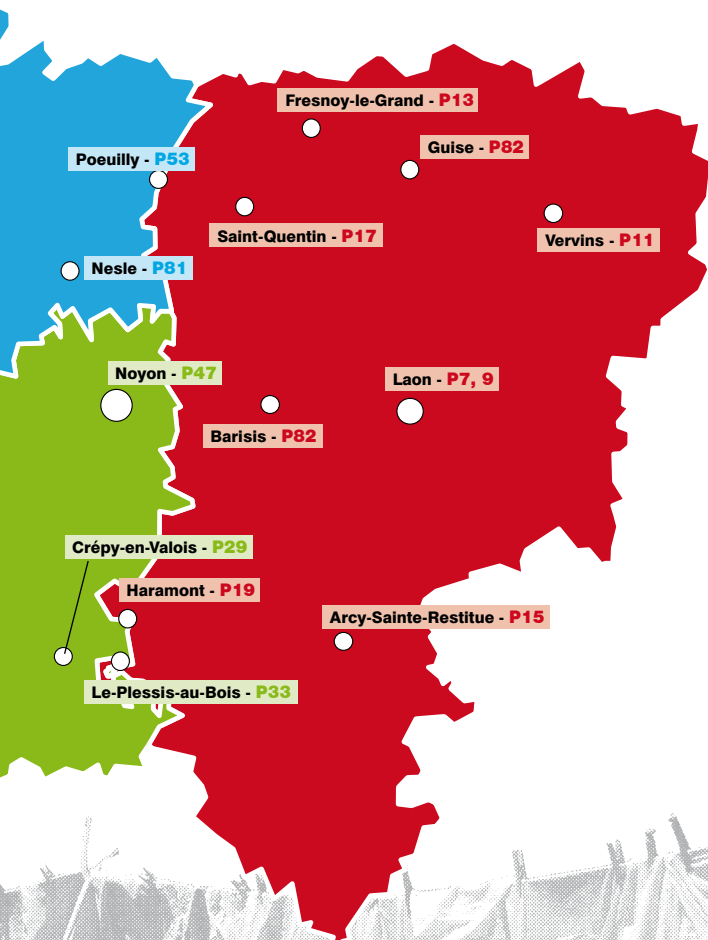 Fresnoy-le-Grand - P13
Guise - P82
Poeuilly - P53
Saint-Quentin - P17
Vervins - P11
Nesle - P81
Noyon - P47
Laon - P7, 9
Barisis - P82
Crépy-en-Valois - P29
Haramont - P19
Arcy-Sainte-Restitue - P15
Le-Plessis-au-Bois - P33